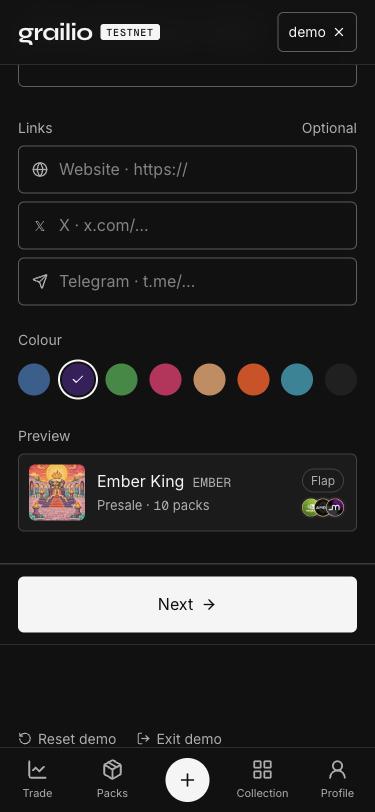 grailio TESTNET
demo
Links
Optional
Website · https://
X · x.com/...
Telegram · t.me/...
Colour
Preview
Ember King EMBER
Flap
Presale · 10 packs
Next →
Reset demo
Exit demo
Trade
Packs
Collection
Profile